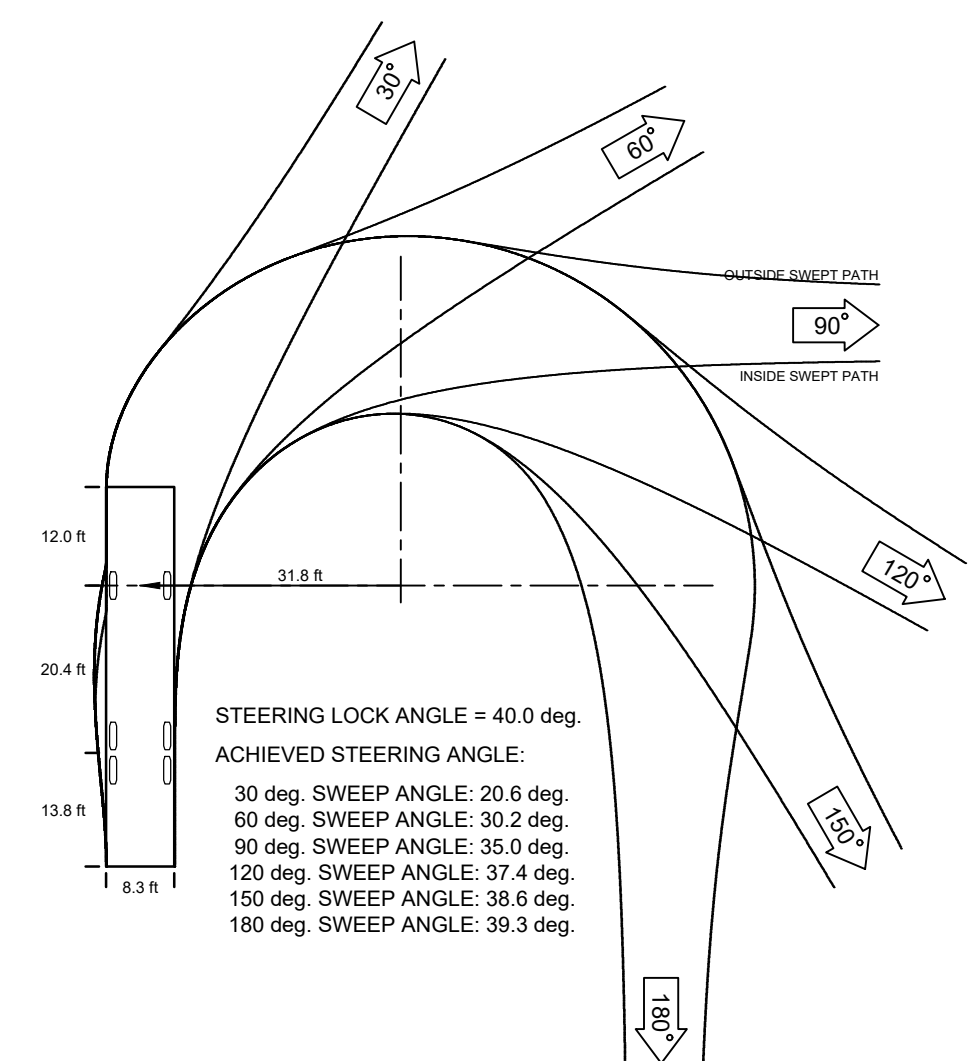 30°
60°
OUTSIDE SWEPT PATH
90°
INSIDE SWEPT PATH
12.0 ft
31.8 ft
120°
20.4 ft
STEERING LOCK ANGLE = 40.0 deg.
ACHIEVED STEERING ANGLE:
30 deg. SWEEP ANGLE: 20.6 deg.
60 deg. SWEEP ANGLE: 30.2 deg.
90 deg. SWEEP ANGLE: 35.0 deg.
120 deg. SWEEP ANGLE: 37.4 deg.
150 deg. SWEEP ANGLE: 38.6 deg.
180 deg. SWEEP ANGLE: 39.3 deg.
13.8 ft
8.3 ft
150°
180°